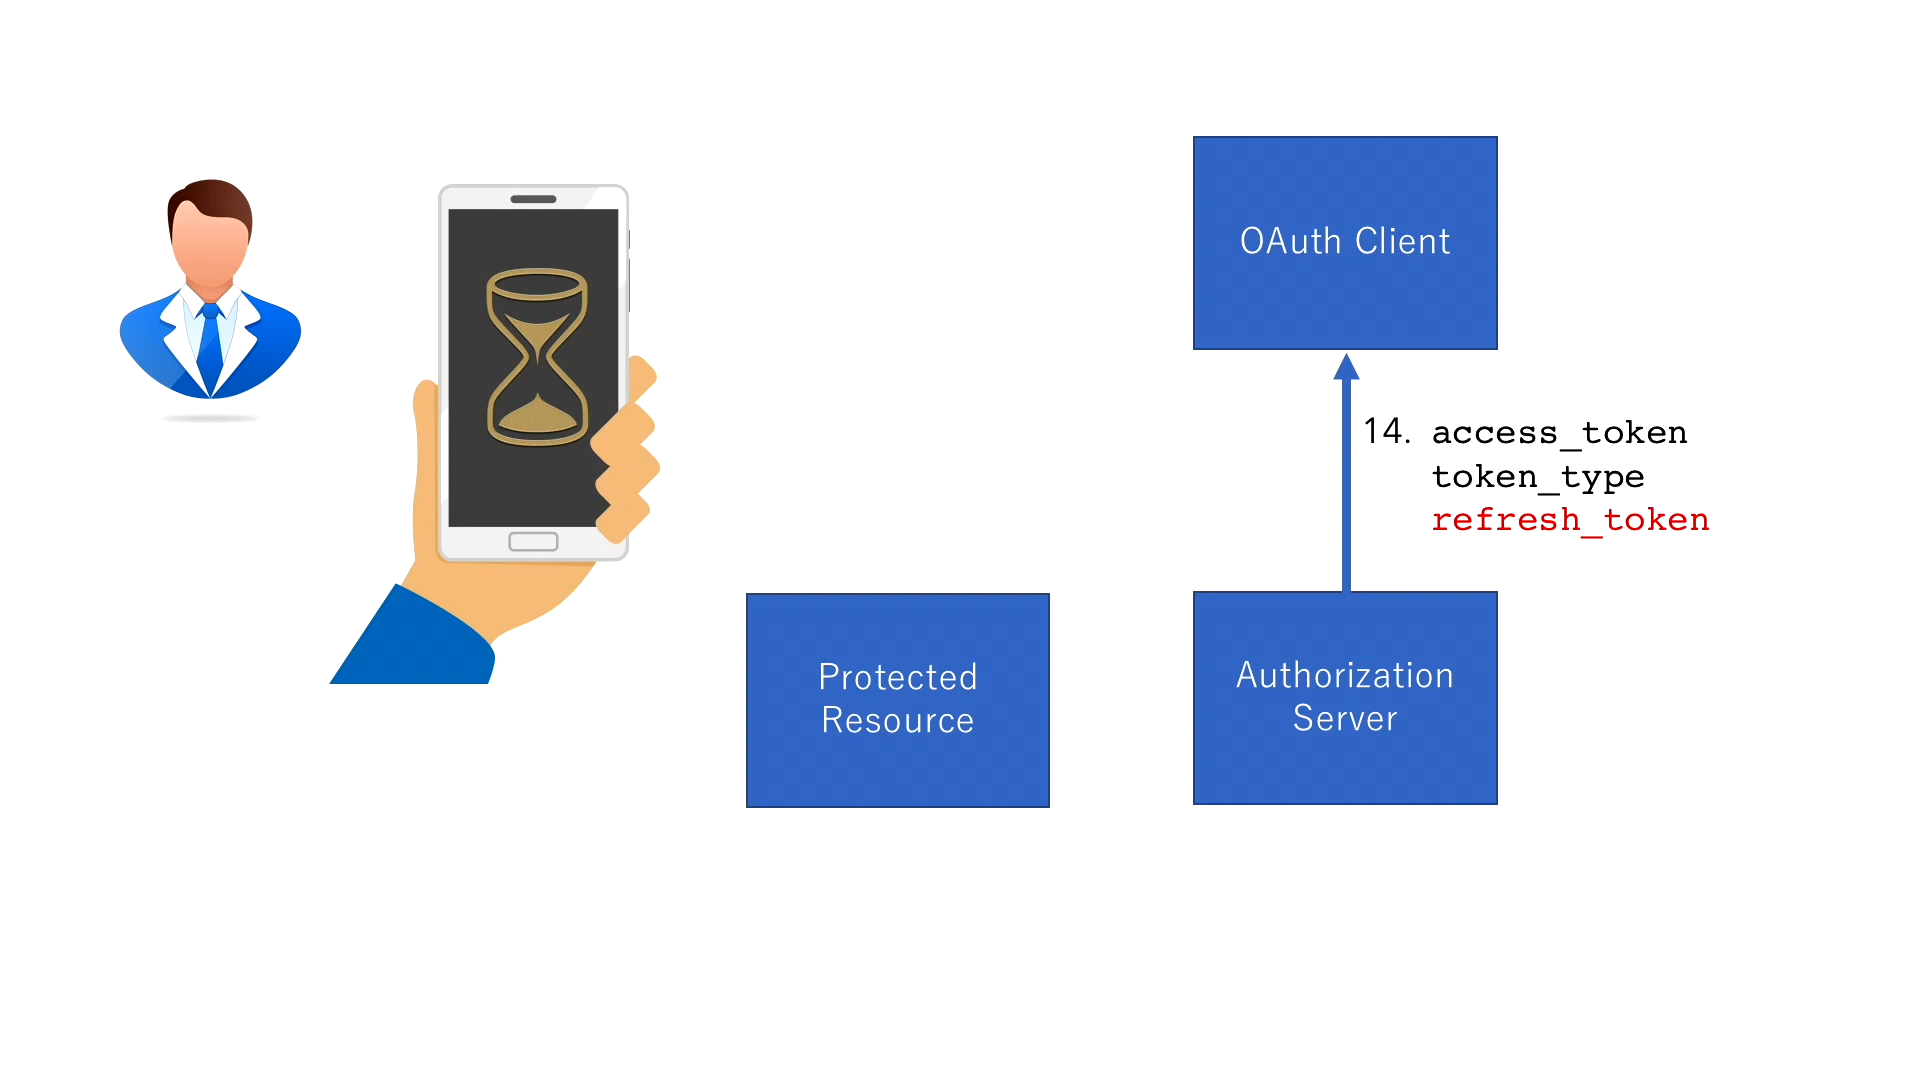 OAuth Client
14. access_token
token_type
refresh_token
Protected
Resource
Authorization
Server